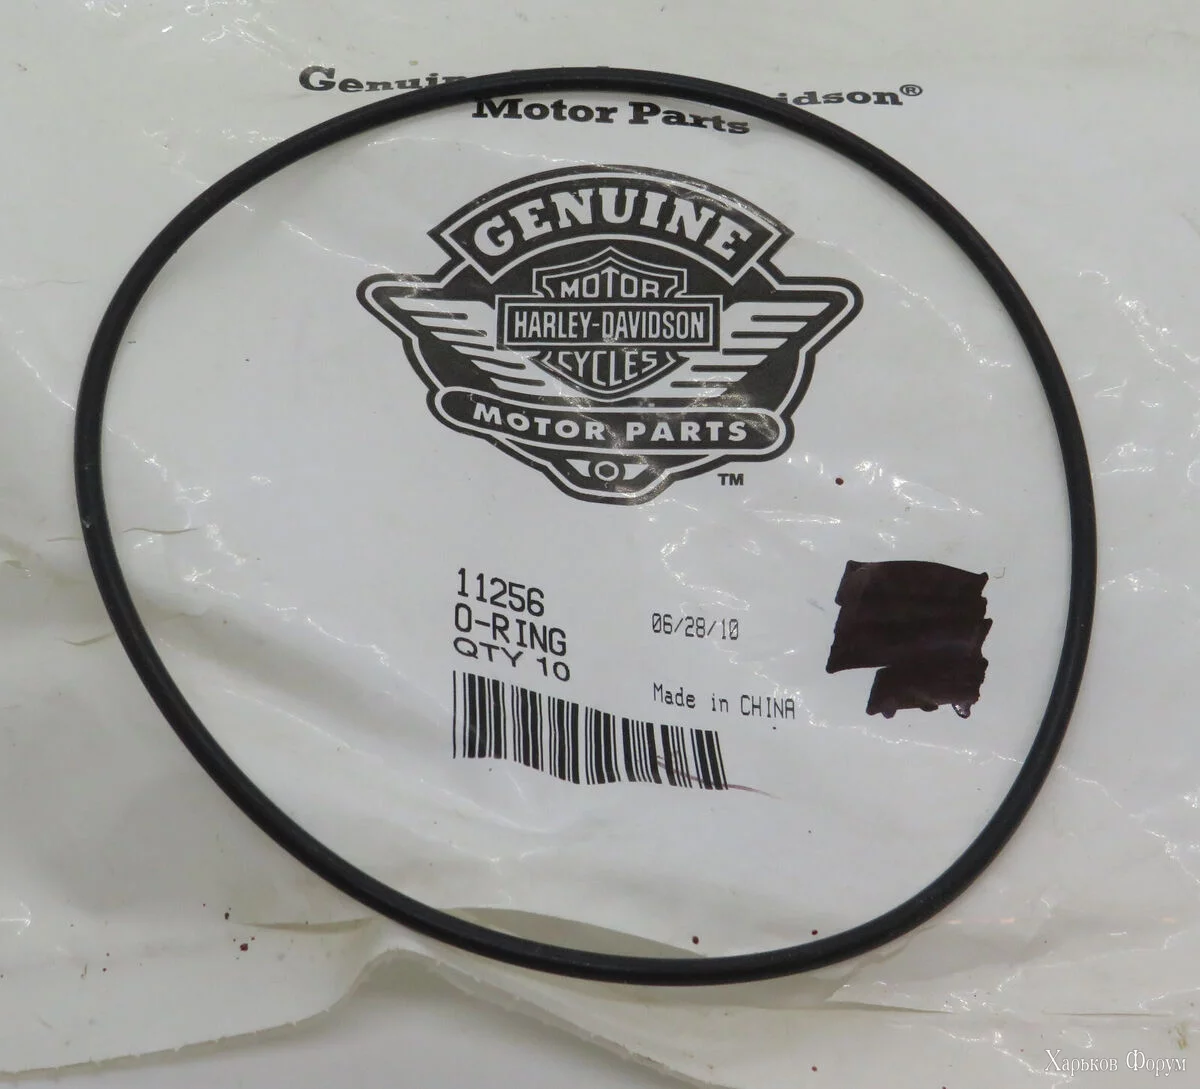 Genuin idson®
Motor Parts
GENUINE
MOTOR
HARLEY-DAVIDSON
CYCLES
MOTOR PARTS
TM
11256
O-RING
QTY 10
06/28/10
Made in CHINA
Харьков Форум